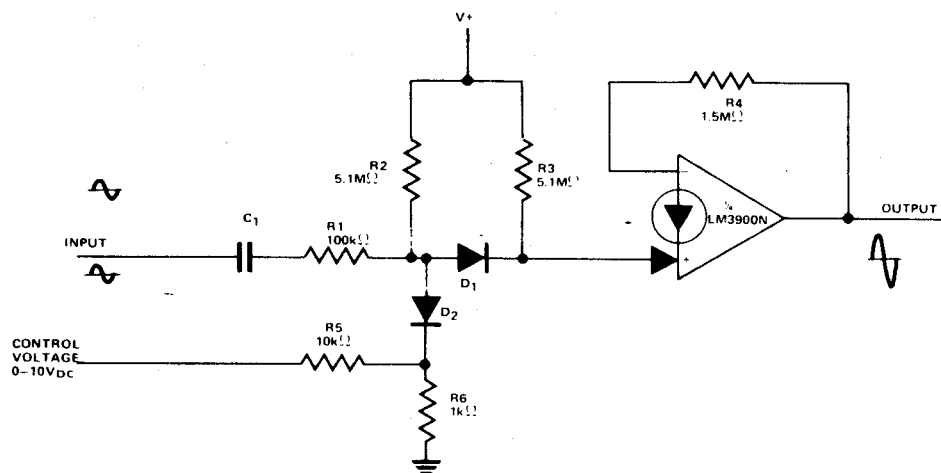 V+
R4
1.5MΩ
R2
5.1MΩ
R3
5.1MΩ
−
¼
LM3900N
OUTPUT
C1
R1
100kΩ
INPUT
+
D1
D2
R5
10kΩ
CONTROL
VOLTAGE
0–10VDC
R6
1kΩ